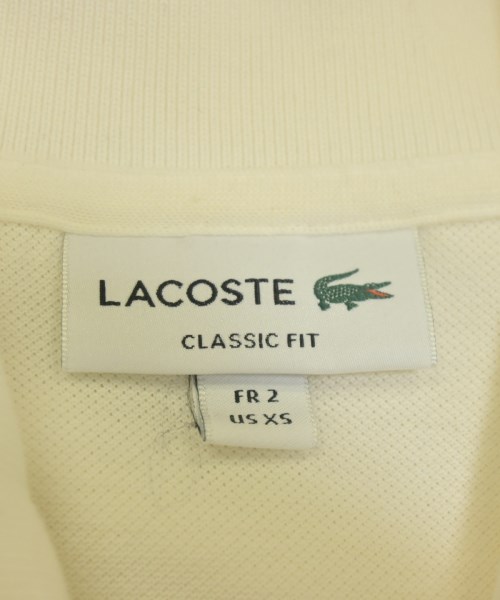 LACOSTE
CLASSIC FIT
FR 2
US XS